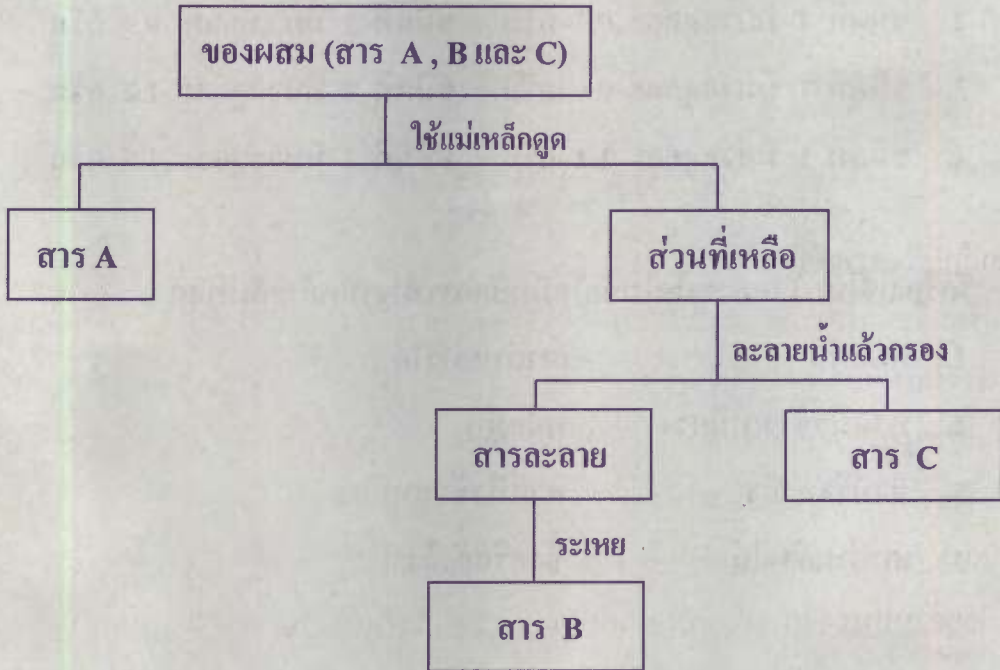 ของผสม (สาร A , B และ C)
ใช้แม่เหล็กดูด
สาร A
ส่วนที่เหลือ
ละลายน้ำแล้วกรอง
สารละลาย
สาร C
ระเหย
สาร B